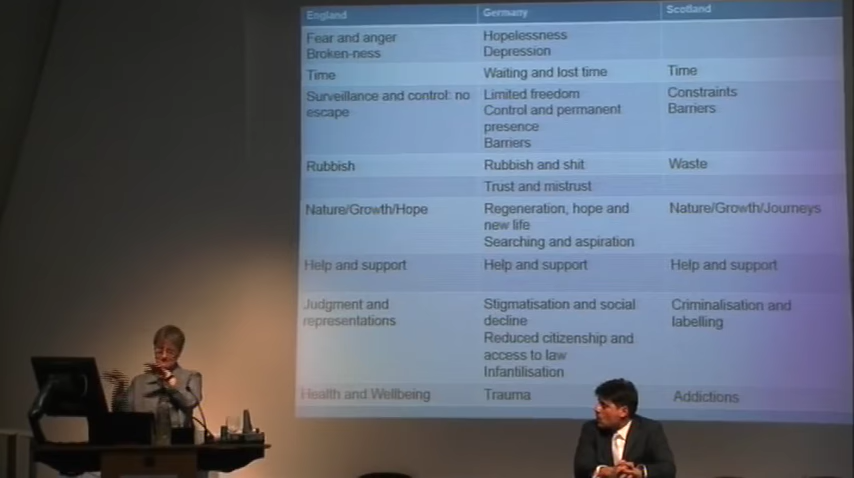 England Germany Scotland
Fear and anger Hopelessness
Broken-ness Depression
Time Waiting and lost time Time
Surveillance and control: no Limited freedom Constraints
escape Control and permanent Barriers
presence
Barriers
Rubbish Rubbish and shit Waste
Trust and mistrust
Nature/Growth/Hope Regeneration, hope and Nature/Growth/Journeys
new life
Searching and aspiration
Help and support Help and support Help and support
Judgment and Stigmatisation and social Criminalisation and
representations decline labelling
Reduced citizenship and
access to law
Infantilisation
Health and Wellbeing Trauma Addictions